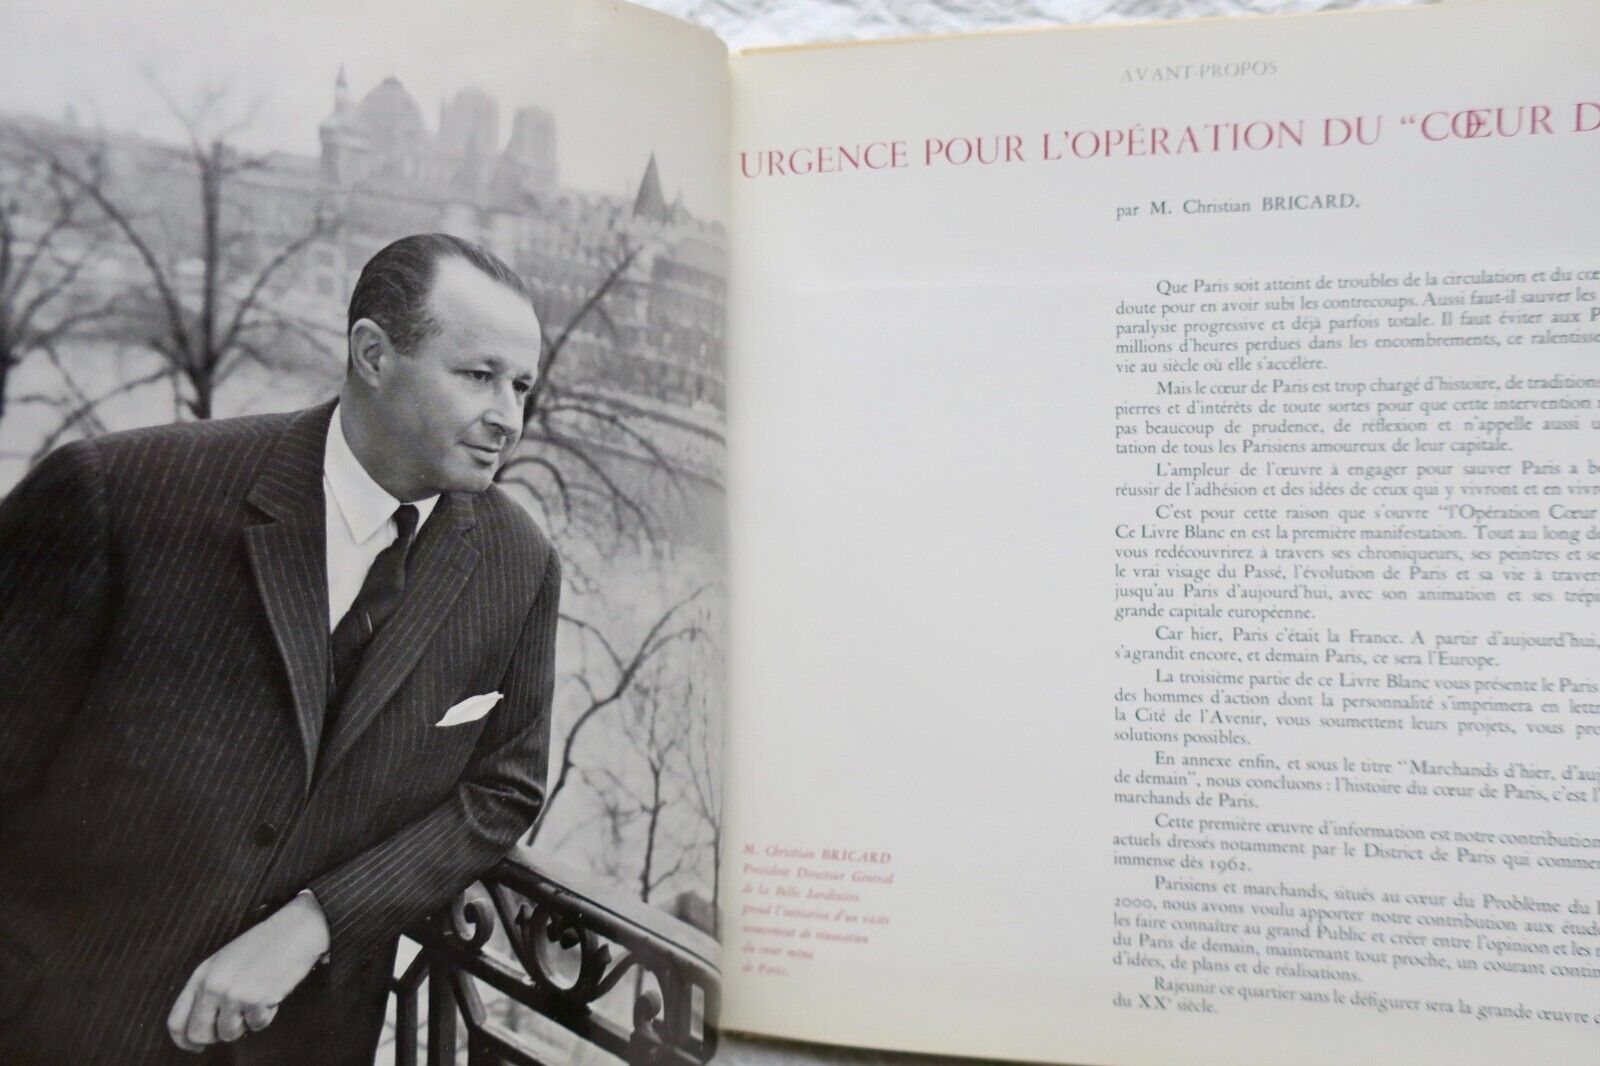 AVANT-PROPOS
URGENCE POUR L'OPÉRATION DU "CŒUR D
par M. Christian BRICARD,
Que Paris soit atteint de troubles de la circulation et du cœ
doute pour en avoir subi les contrecoups. Aussi faut-il sauver les
paralysie progressive et déjà parfois totale. Il faut éviter aux P
millions d'heures perdues dans les encombrements, ce ralentisse
vie au siècle où elle s'accélère.
Mais le cœur de Paris est trop chargé d'histoire, de traditions
pierres et d'intérêts de toute sortes pour que cette intervention
pas beaucoup de prudence, de réflexion et n'appelle aussi u
tation de tous les Parisiens amoureux de leur capitale.
L'ampleur de l'œuvre à engager pour sauver Paris a be
réussir de l'adhésion et des idées de ceux qui y vivront et en vivr
C'est pour cette raison que s'ouvre "l'Opération Cœur
Ce Livre Blanc en est la première manifestation. Tout au long de
vous redécouvrirez à travers ses chroniqueurs, ses peintres et se
le vrai visage du Passé, l'évolution de Paris et sa vie à travers
jusqu'au Paris d'aujourd'hui, avec son animation et ses trépi
grande capitale européenne.
Car hier, Paris c'était la France. A partir d'aujourd'hui,
s'agrandit encore, et demain Paris, ce sera l'Europe.
La troisième partie de ce Livre Blanc vous présente le Paris
des hommes d'action dont la personnalité s'imprimera en lettr
la Cité de l'Avenir, vous soumettent leurs projets, vous pro
solutions possibles.
En annexe enfin, et sous le titre "Marchands d'hier, d'auj
de demain", nous concluons : l'histoire du cœur de Paris, c'est l'
marchands de Paris.
Cette première œuvre d'information est notre contribution
actuels dressés notamment par le District de Paris qui commen
immense dès 1962.
Parisiens et marchands, situés au cœur du Problème du
2000, nous avons voulu apporter notre contribution aux étude
les faire connaître au grand Public et créer entre l'opinion et les
du Paris de demain, maintenant tout proche, un courant contin
d'idées, de plans et de réalisations.
Rajeunir ce quartier sans le défigurer sera la grande œuvre
du XXe siècle.
M. Christian BRICARD
Président Directeur Général
de La Belle Jardinière
prend l'initiative d'un vaste
mouvement de rénovation
du cœur même
de Paris.